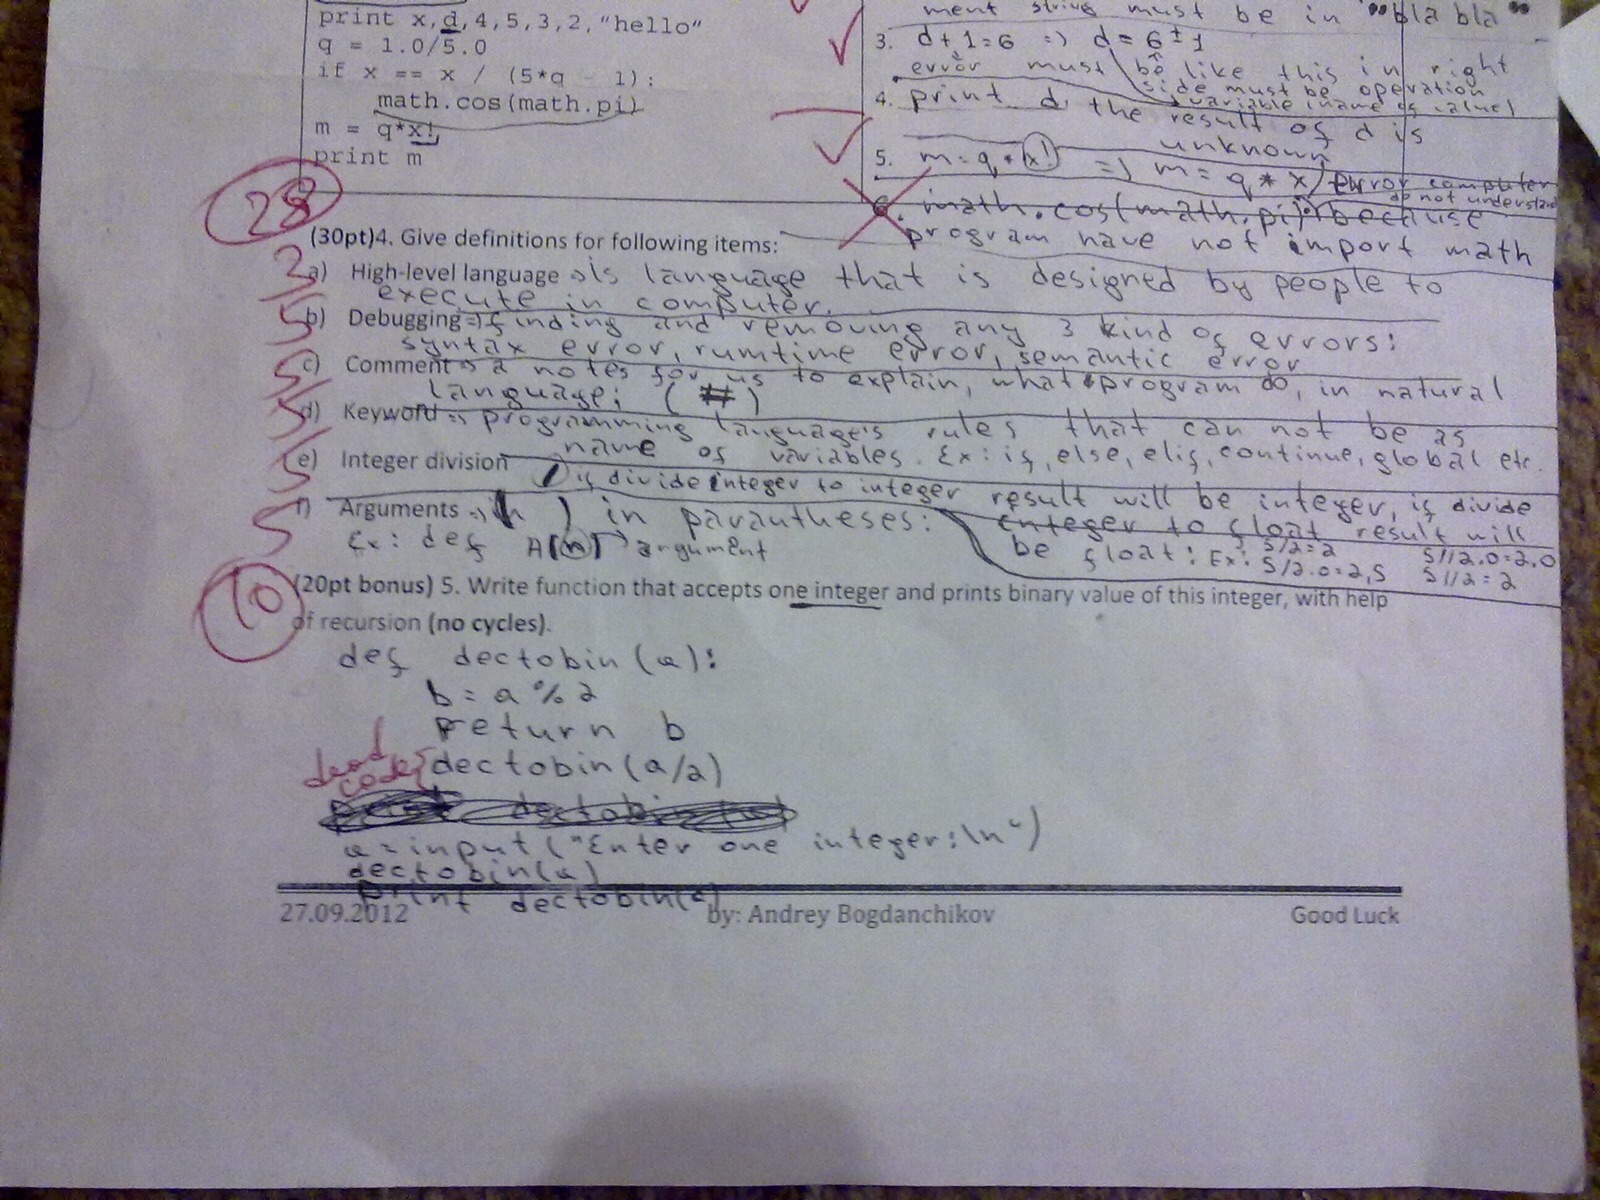 print x,d,4,5,3,2,"hello"
q = 1.0/5.0
if x == x / (5*q - 1):
math.cos(math.pi)
m = q*x!
print m
ment string must be in "bla bla"
3. d+1=6 => d = 6±1
error must be like this in right
side must be operation
variable (name of value)
4. print d, the result of d is
unknown
5. m = q * x! => m = q * x, error computer
do not understand
6. math.cos(math.pi) because
program have not import math
28
(30pt)4. Give definitions for following items:
3 a) High-level language => Is language that is designed by people to
execute in computer.
5 b) Debugging => finding and removing any 3 kind of errors:
syntax error, rumtime error, semantic error
5 c) Comment => a notes for us to explain, what program do, in natural
language; (#)
5 d) Keyword => programming language's rules that can not be as
name of variables. Ex: if, else, elif, continue, global etc.
5 e) Integer division if divide integer to integer result will be integer, if divide
integer to float result will
be float: Ex: 5/2=2 5//2.0=2.0
5/2.0=2,5 5//2=2
5 f) Arguments => in parantheses:
Ex: def A(n) argument
10
(20pt bonus) 5. Write function that accepts one integer and prints binary value of this integer, with help
of recursion (no cycles).
def dectobin(a):
b = a % 2
return b
dead code { dectobin(a/2)
a = input("Enter one integer:\n")
dectobin(a)
print dectobin(a)
27.09.2012 by: Andrey Bogdanchikov Good Luck